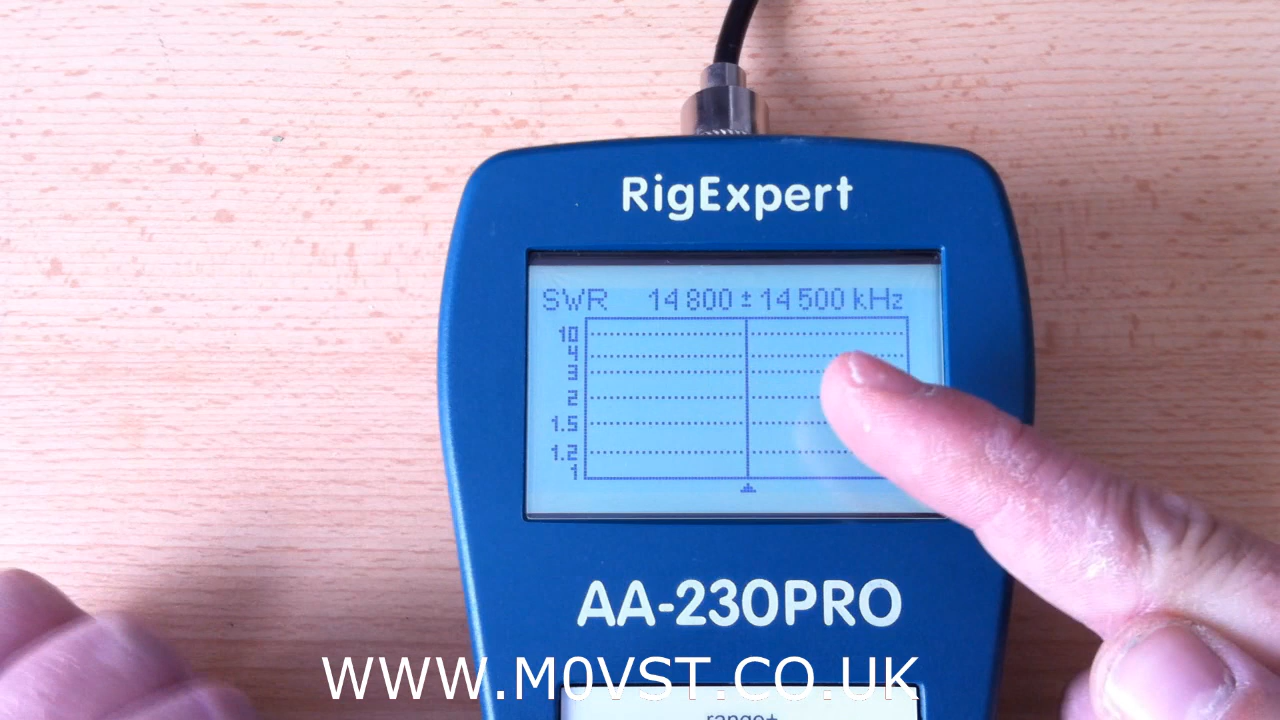 RigExpert
SWR 14 800 ± 14 500 kHz
10
4
3
2
1.5
1.2
1
AA-230PRO
WWW.M0VST.CO.UK
range+